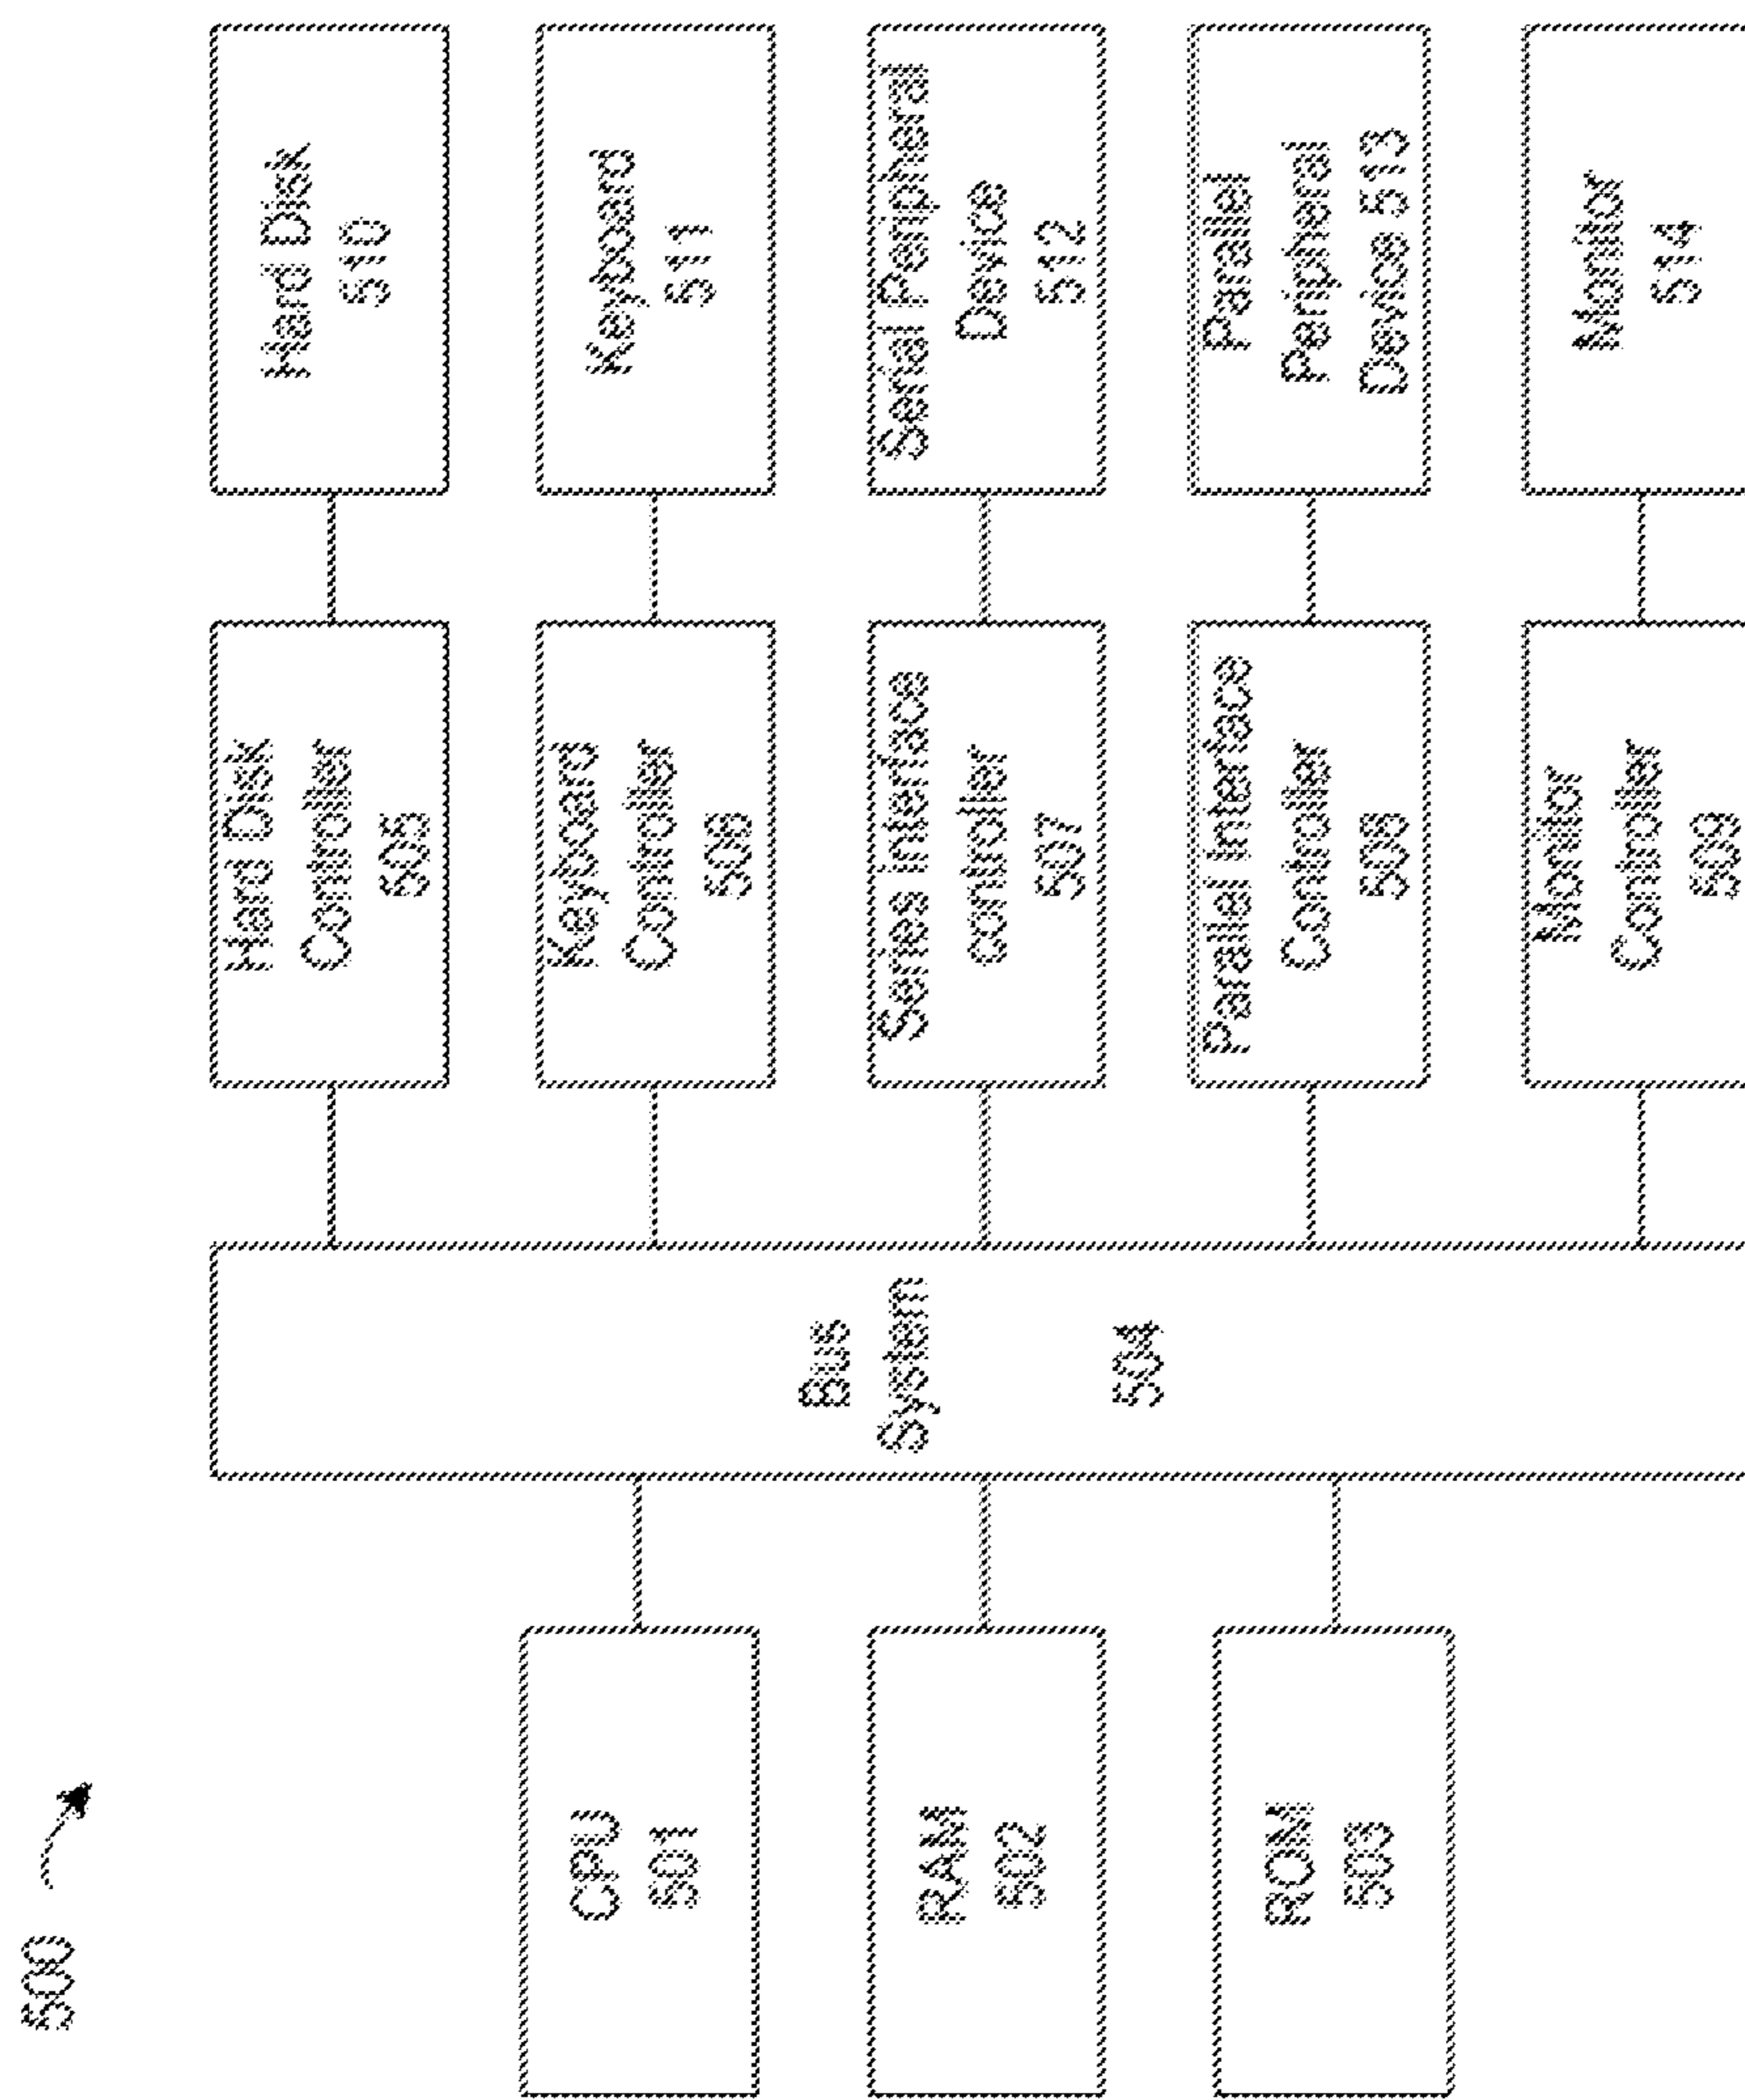 500
CPU
501
RAM
502
ROM
503
Bus
System
504
Hard Disk
Controller
505
Keyboard
Controller
506
Series Interface
controller
507
Parallel Interface
Controller
508
Monitor
Controller
509
Hard Disk
510
Keyboard
511
Serial Peripheral
Device
512
Parallel
Peripheral
Device 513
Monitor
514